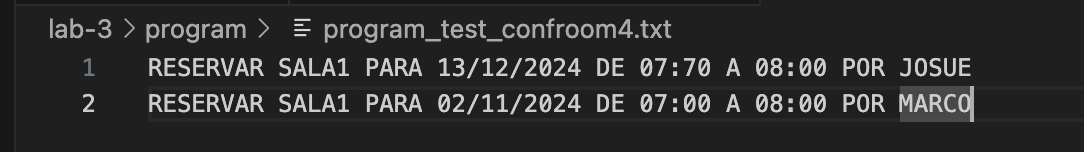 lab-3 > program > program_test_confroom4.txt
1 RESERVAR SALA1 PARA 13/12/2024 DE 07:70 A 08:00 POR JOSUE
2 RESERVAR SALA1 PARA 02/11/2024 DE 07:00 A 08:00 POR MARCO